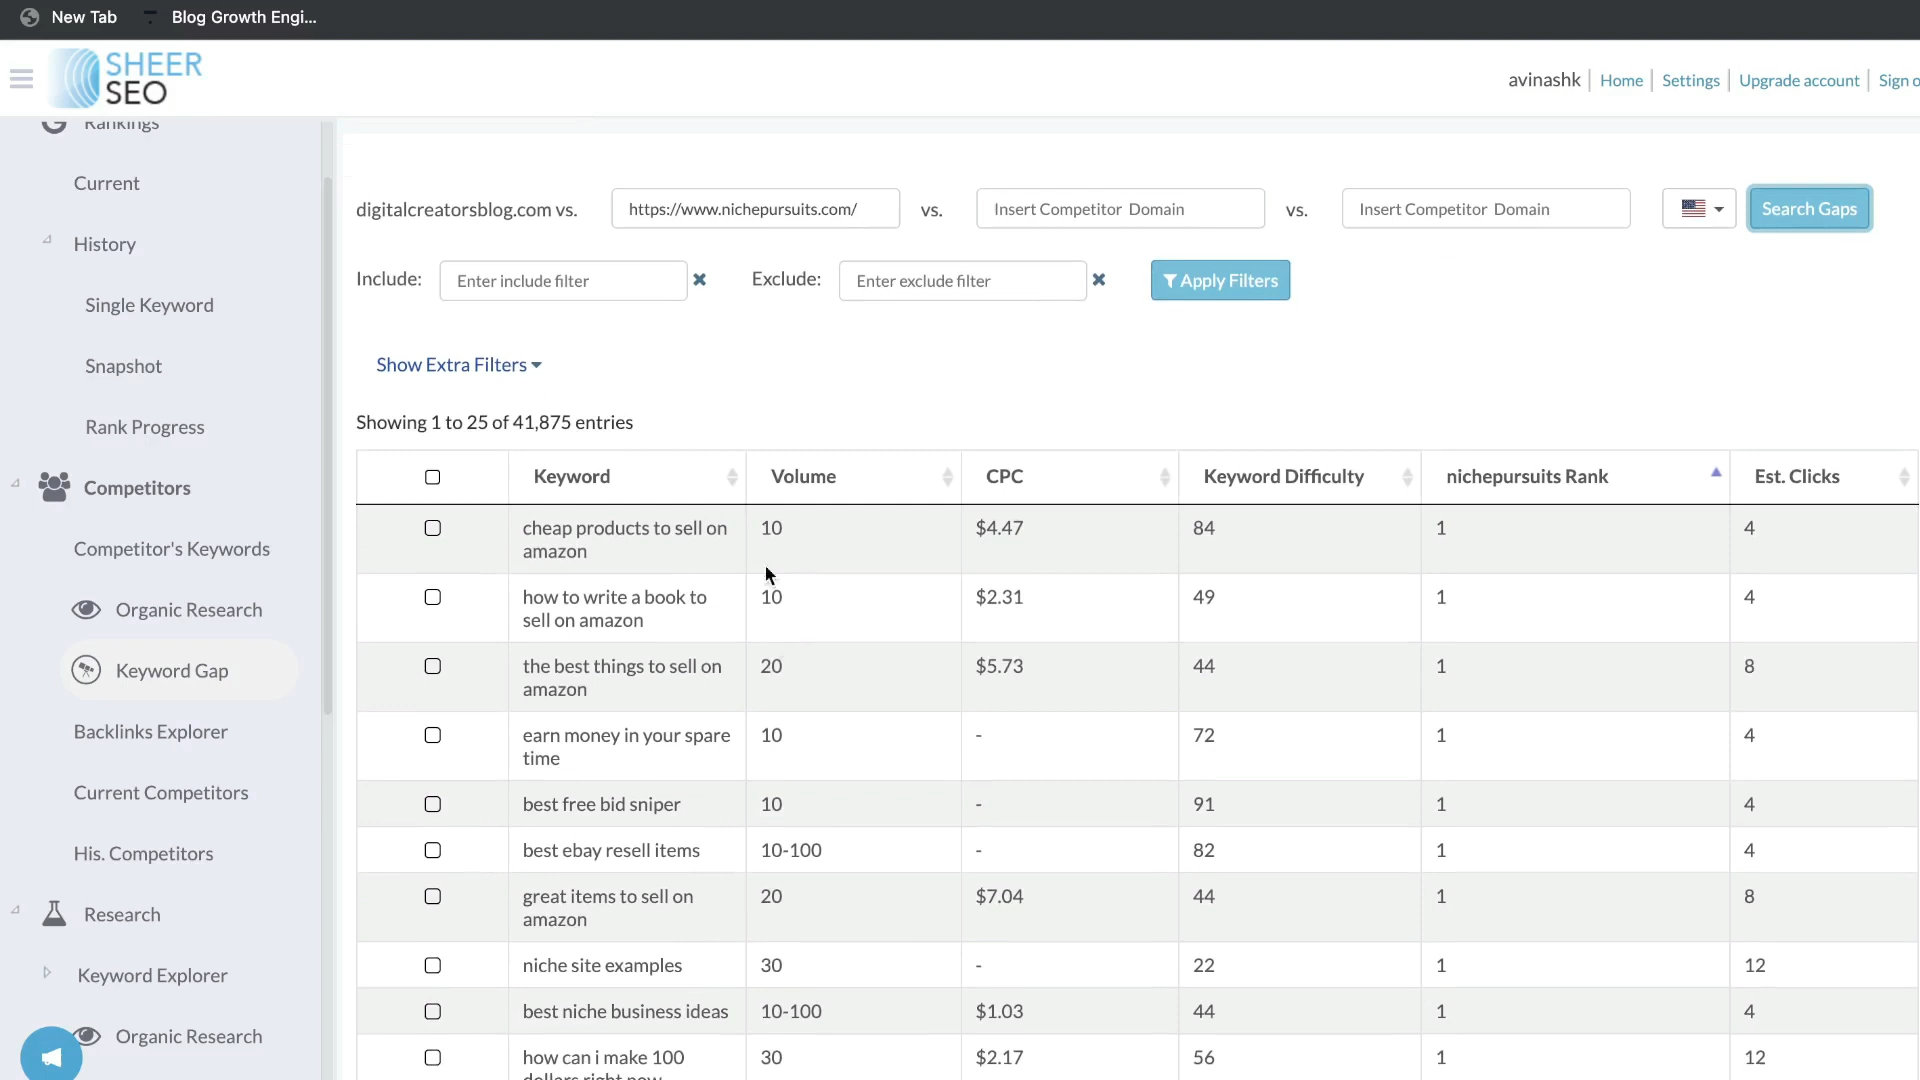 New Tab
Blog Growth Engi...
SHEER
SEO
avinashk
Home
Settings
Upgrade account
Sign o
Rankings
Current
History
Single Keyword
Snapshot
Rank Progress
Competitors
Competitor's Keywords
Organic Research
Keyword Gap
Backlinks Explorer
Current Competitors
His. Competitors
Research
Keyword Explorer
Organic Research
digitalcreatorsblog.com vs.
https://www.nichepursuits.com/
vs.
Insert Competitor Domain
vs.
Insert Competitor Domain
Search Gaps
Include:
Enter include filter
Exclude:
Enter exclude filter
Apply Filters
Show Extra Filters
Showing 1 to 25 of 41,875 entries
Keyword Volume CPC Keyword Difficulty nichepursuits Rank Est. Clicks
cheap products to sell on 10 $4.47 84 1 4
amazon
how to write a book to 10 $2.31 49 1 4
sell on amazon
the best things to sell on 20 $5.73 44 1 8
amazon
earn money in your spare 10 - 72 1 4
time
best free bid sniper 10 - 91 1 4
best ebay resell items 10-100 - 82 1 4
great items to sell on 20 $7.04 44 1 8
amazon
niche site examples 30 - 22 1 12
best niche business ideas 10-100 $1.03 44 1 4
how can i make 100 30 $2.17 56 1 12
dollars right now